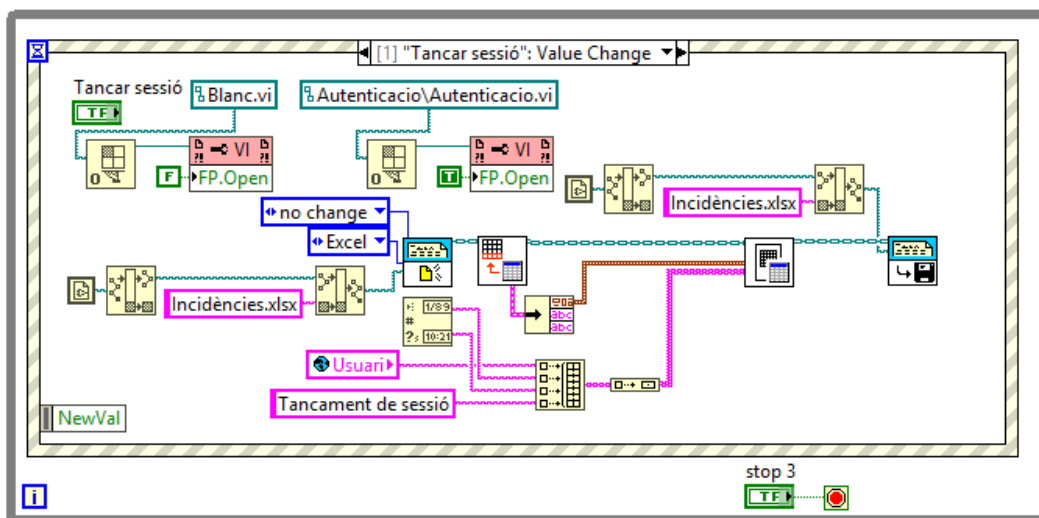 [1] "Tancar sessió": Value Change
Tancar sessió
TF
Blanc.vi
Autenticacio\Autenticacio.vi
VI
VI
F
FP.Open
T
FP.Open
Incidències.xlsx
no change
Excel
Incidències.xlsx
1/89
#
10:21
abc
abc
Usuari
Tancament de sessió
NewVal
i
stop 3
TF